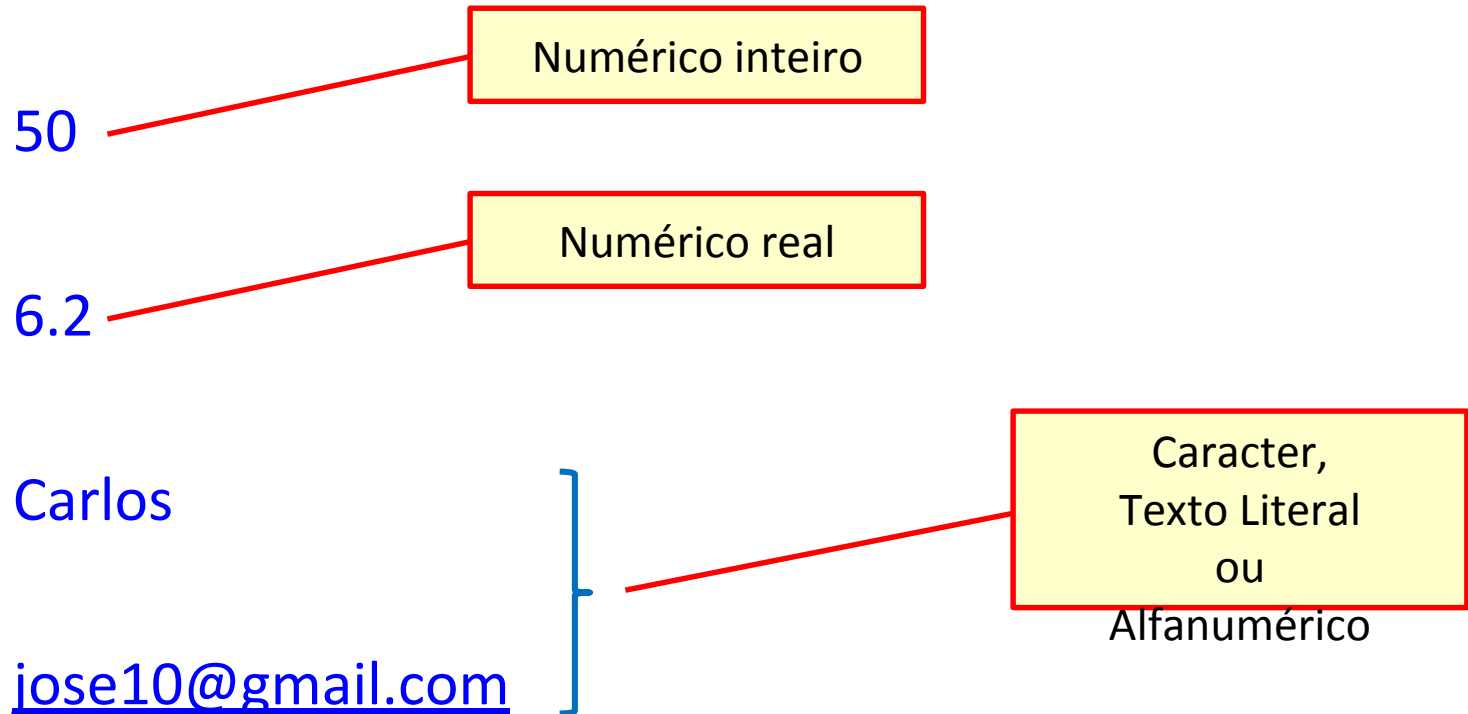 Numérico inteiro
50
Numérico real
6.2
Carlos
Caracter,
Texto Literal
ou
Alfanumérico
jose10@gmail.com